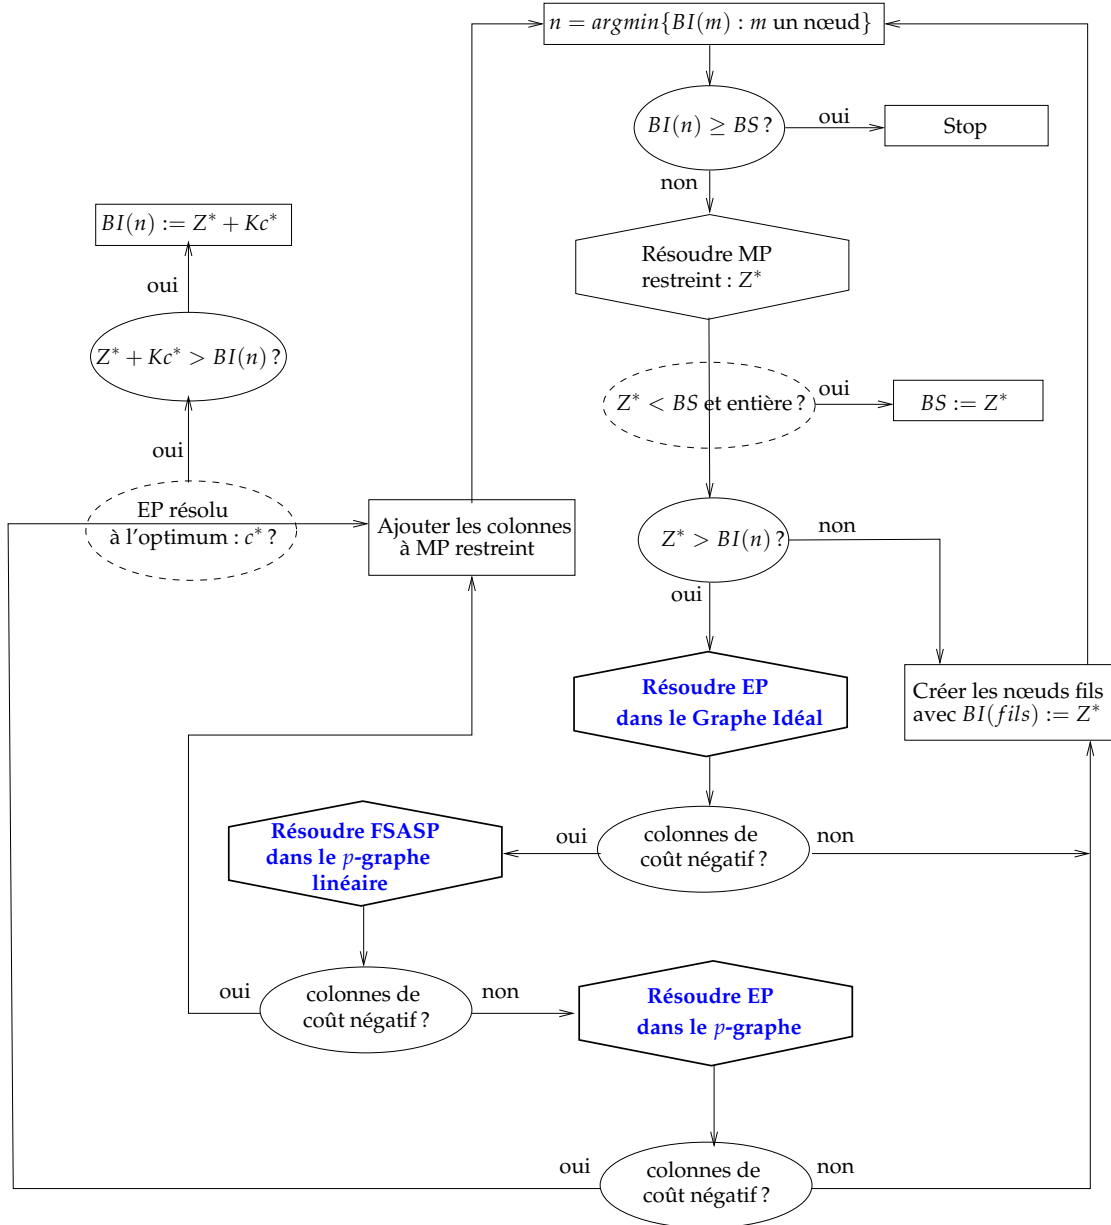 n = argmin{BI(m) : m un nœud}
BI(n) ≥ BS ?
oui
Stop
non
BI(n) := Z* + Kc*
Résoudre MP
restreint : Z*
oui
Z* + Kc* > BI(n) ?
Z* < BS et entière ?
oui
BS := Z*
oui
EP résolu
à l'optimum : c* ?
Ajouter les colonnes
à MP restreint
Z* > BI(n) ?
non
oui
Résoudre EP
dans le Graphe Idéal
Créer les nœuds fils
avec BI(fils) := Z*
Résoudre FSASP
dans le p-graphe
linéaire
oui
colonnes de
coût négatif ?
non
oui
colonnes de
coût négatif ?
non
Résoudre EP
dans le p-graphe
oui
colonnes de
coût négatif ?
non